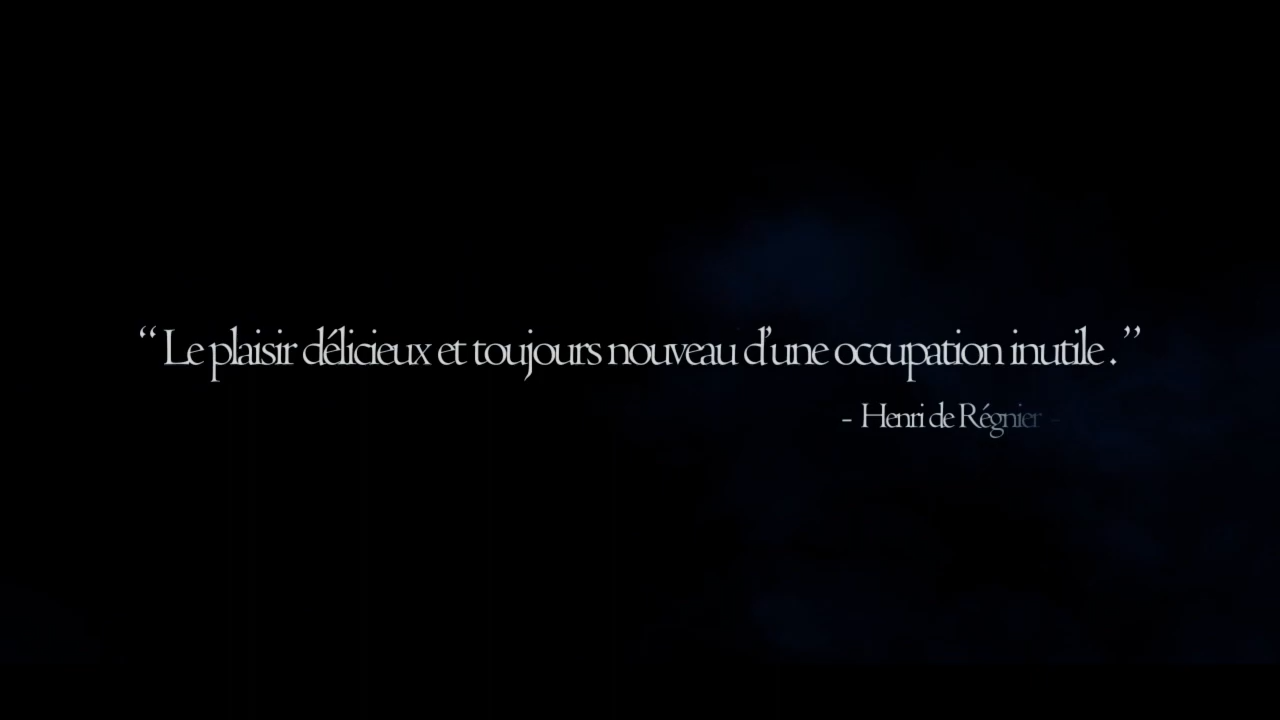 “ Le plaisir délicieux et toujours nouveau d’une occupation inutile . ”
- Henri de Régnier -